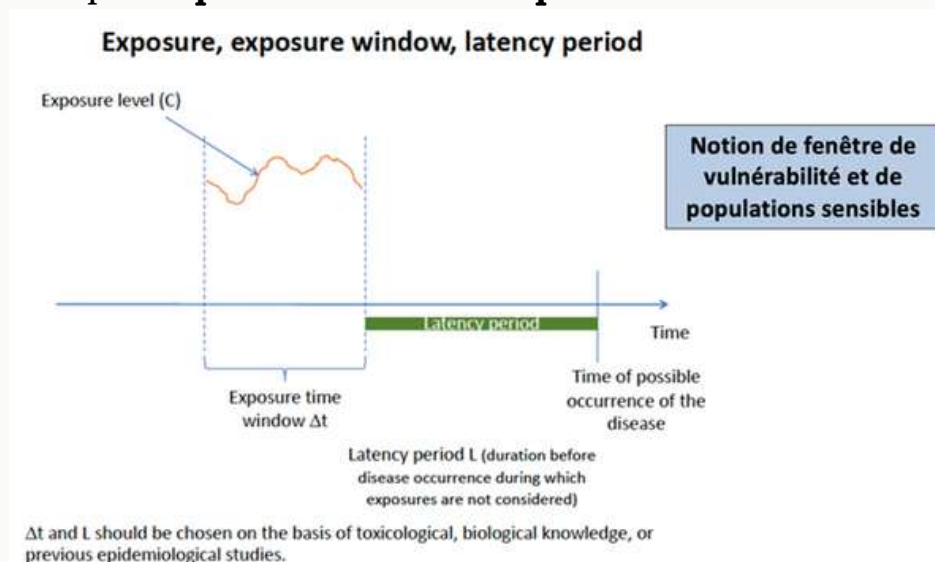 Exposure, exposure window, latency period
Exposure level (C)
Notion de fenêtre de
vulnérabilité et de
populations sensibles
Latency period
Time
Exposure time
window Δt
Time of possible
occurrence of the
disease
Latency period L (duration before
disease occurrence during which
exposures are not considered)
Δt and L should be chosen on the basis of toxicological, biological knowledge, or
previous epidemiological studies.